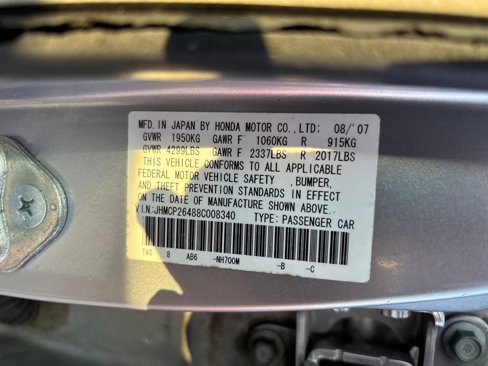 MFD. IN JAPAN BY HONDA MOTOR CO.,LTD: 08/'07
GVWR 1950KG GAWR F 1060KG R 915KG
GVWR 4299LBS GAWR F 2337LBS R 2017LBS
THIS VEHICLE CONFORMS TO ALL APPLICABLE
FEDERAL MOTOR VEHICLE SAFETY ,BUMPER,
AND THEFT PREVENTION STANDARDS IN EFFECT
ON THE DATE OF MANUFACTURE SHOWN ABOVE.
V.I.N:JHMCP26488C008340 TYPE: PASSENGER CAR
TA0 8 AB6 -NH700M -B -C